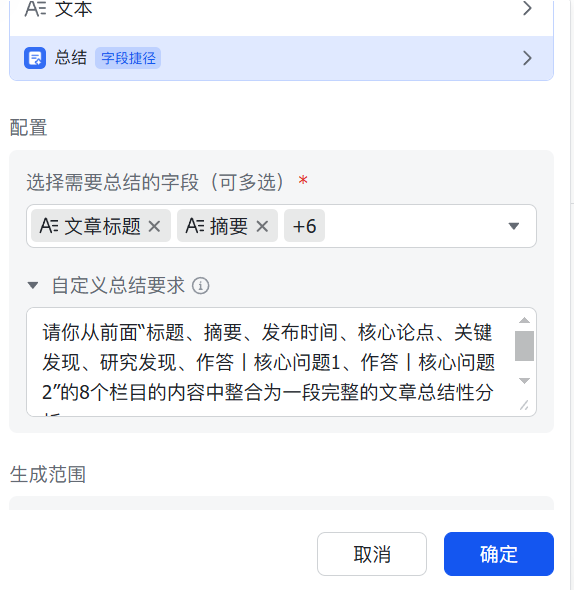 文本
总结 字段捷径
配置
选择需要总结的字段（可多选） *
文章标题 × 摘要 × +6
自定义总结要求
请你从前面“标题、摘要、发布时间、核心论点、关键
发现、研究发现、作答丨核心问题1、作答丨核心问题
2”的8个栏目的内容中整合为一段完整的文章总结性分
生成范围
取消 确定